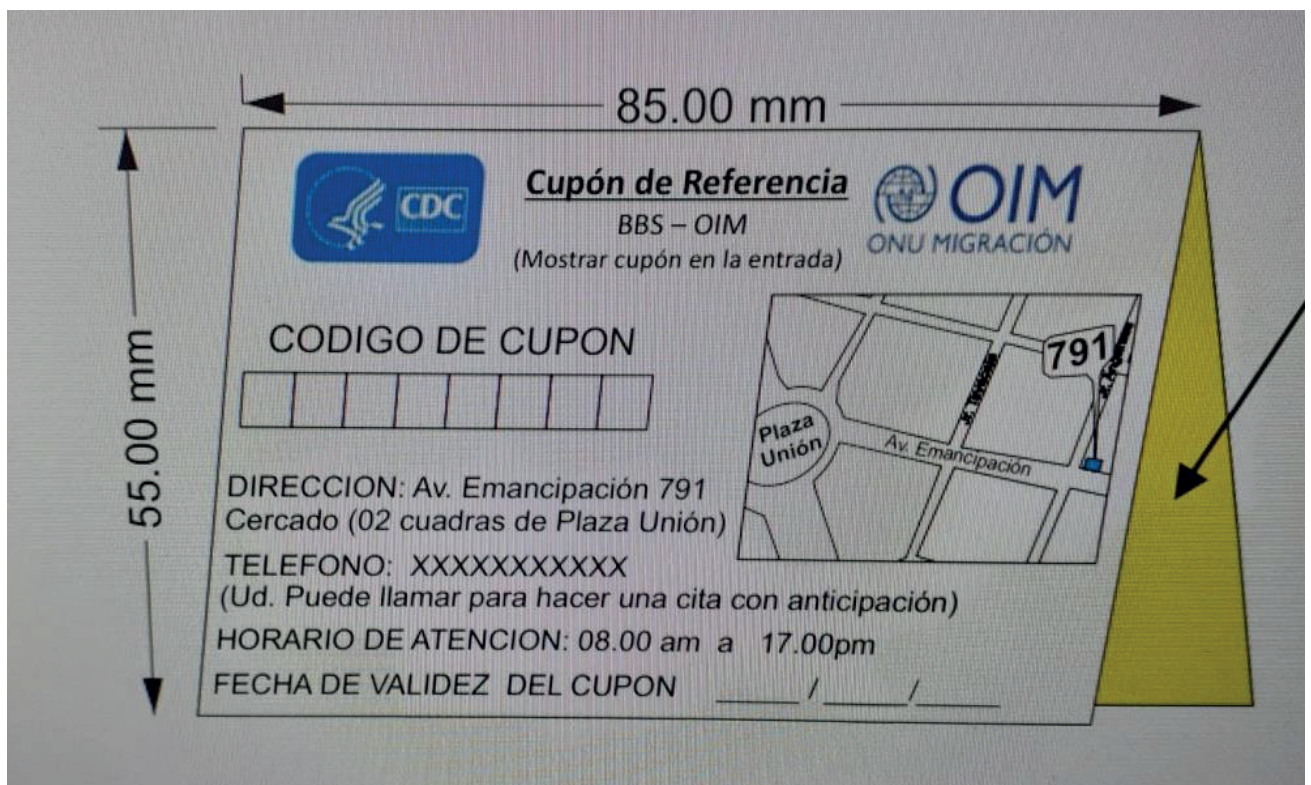 85.00 mm
55.00 mm
CDC
Cupón de Referencia
BBS – OIM
(Mostrar cupón en la entrada)
OIM
ONU MIGRACIÓN
CODIGO DE CUPON
791
Plaza
Unión
Av. Emancipación
DIRECCION: Av. Emancipación 791
Cercado (02 cuadras de Plaza Unión)
TELEFONO: XXXXXXXXXXX
(Ud. Puede llamar para hacer una cita con anticipación)
HORARIO DE ATENCION: 08.00 am a 17.00pm
FECHA DE VALIDEZ DEL CUPON ____/____/____